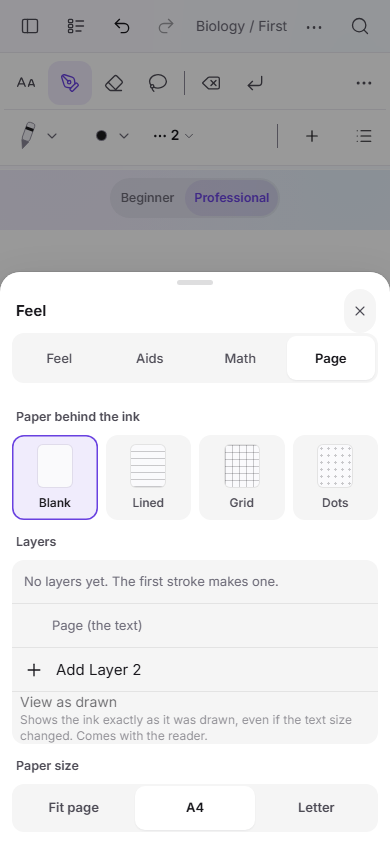 Biology / First
AA
2
Beginner Professional
Feel
Feel Aids Math Page
Paper behind the ink
Blank Lined Grid Dots
Layers
No layers yet. The first stroke makes one.
Page (the text)
Add Layer 2
View as drawn
Shows the ink exactly as it was drawn, even if the text size
changed. Comes with the reader.
Paper size
Fit page A4 Letter